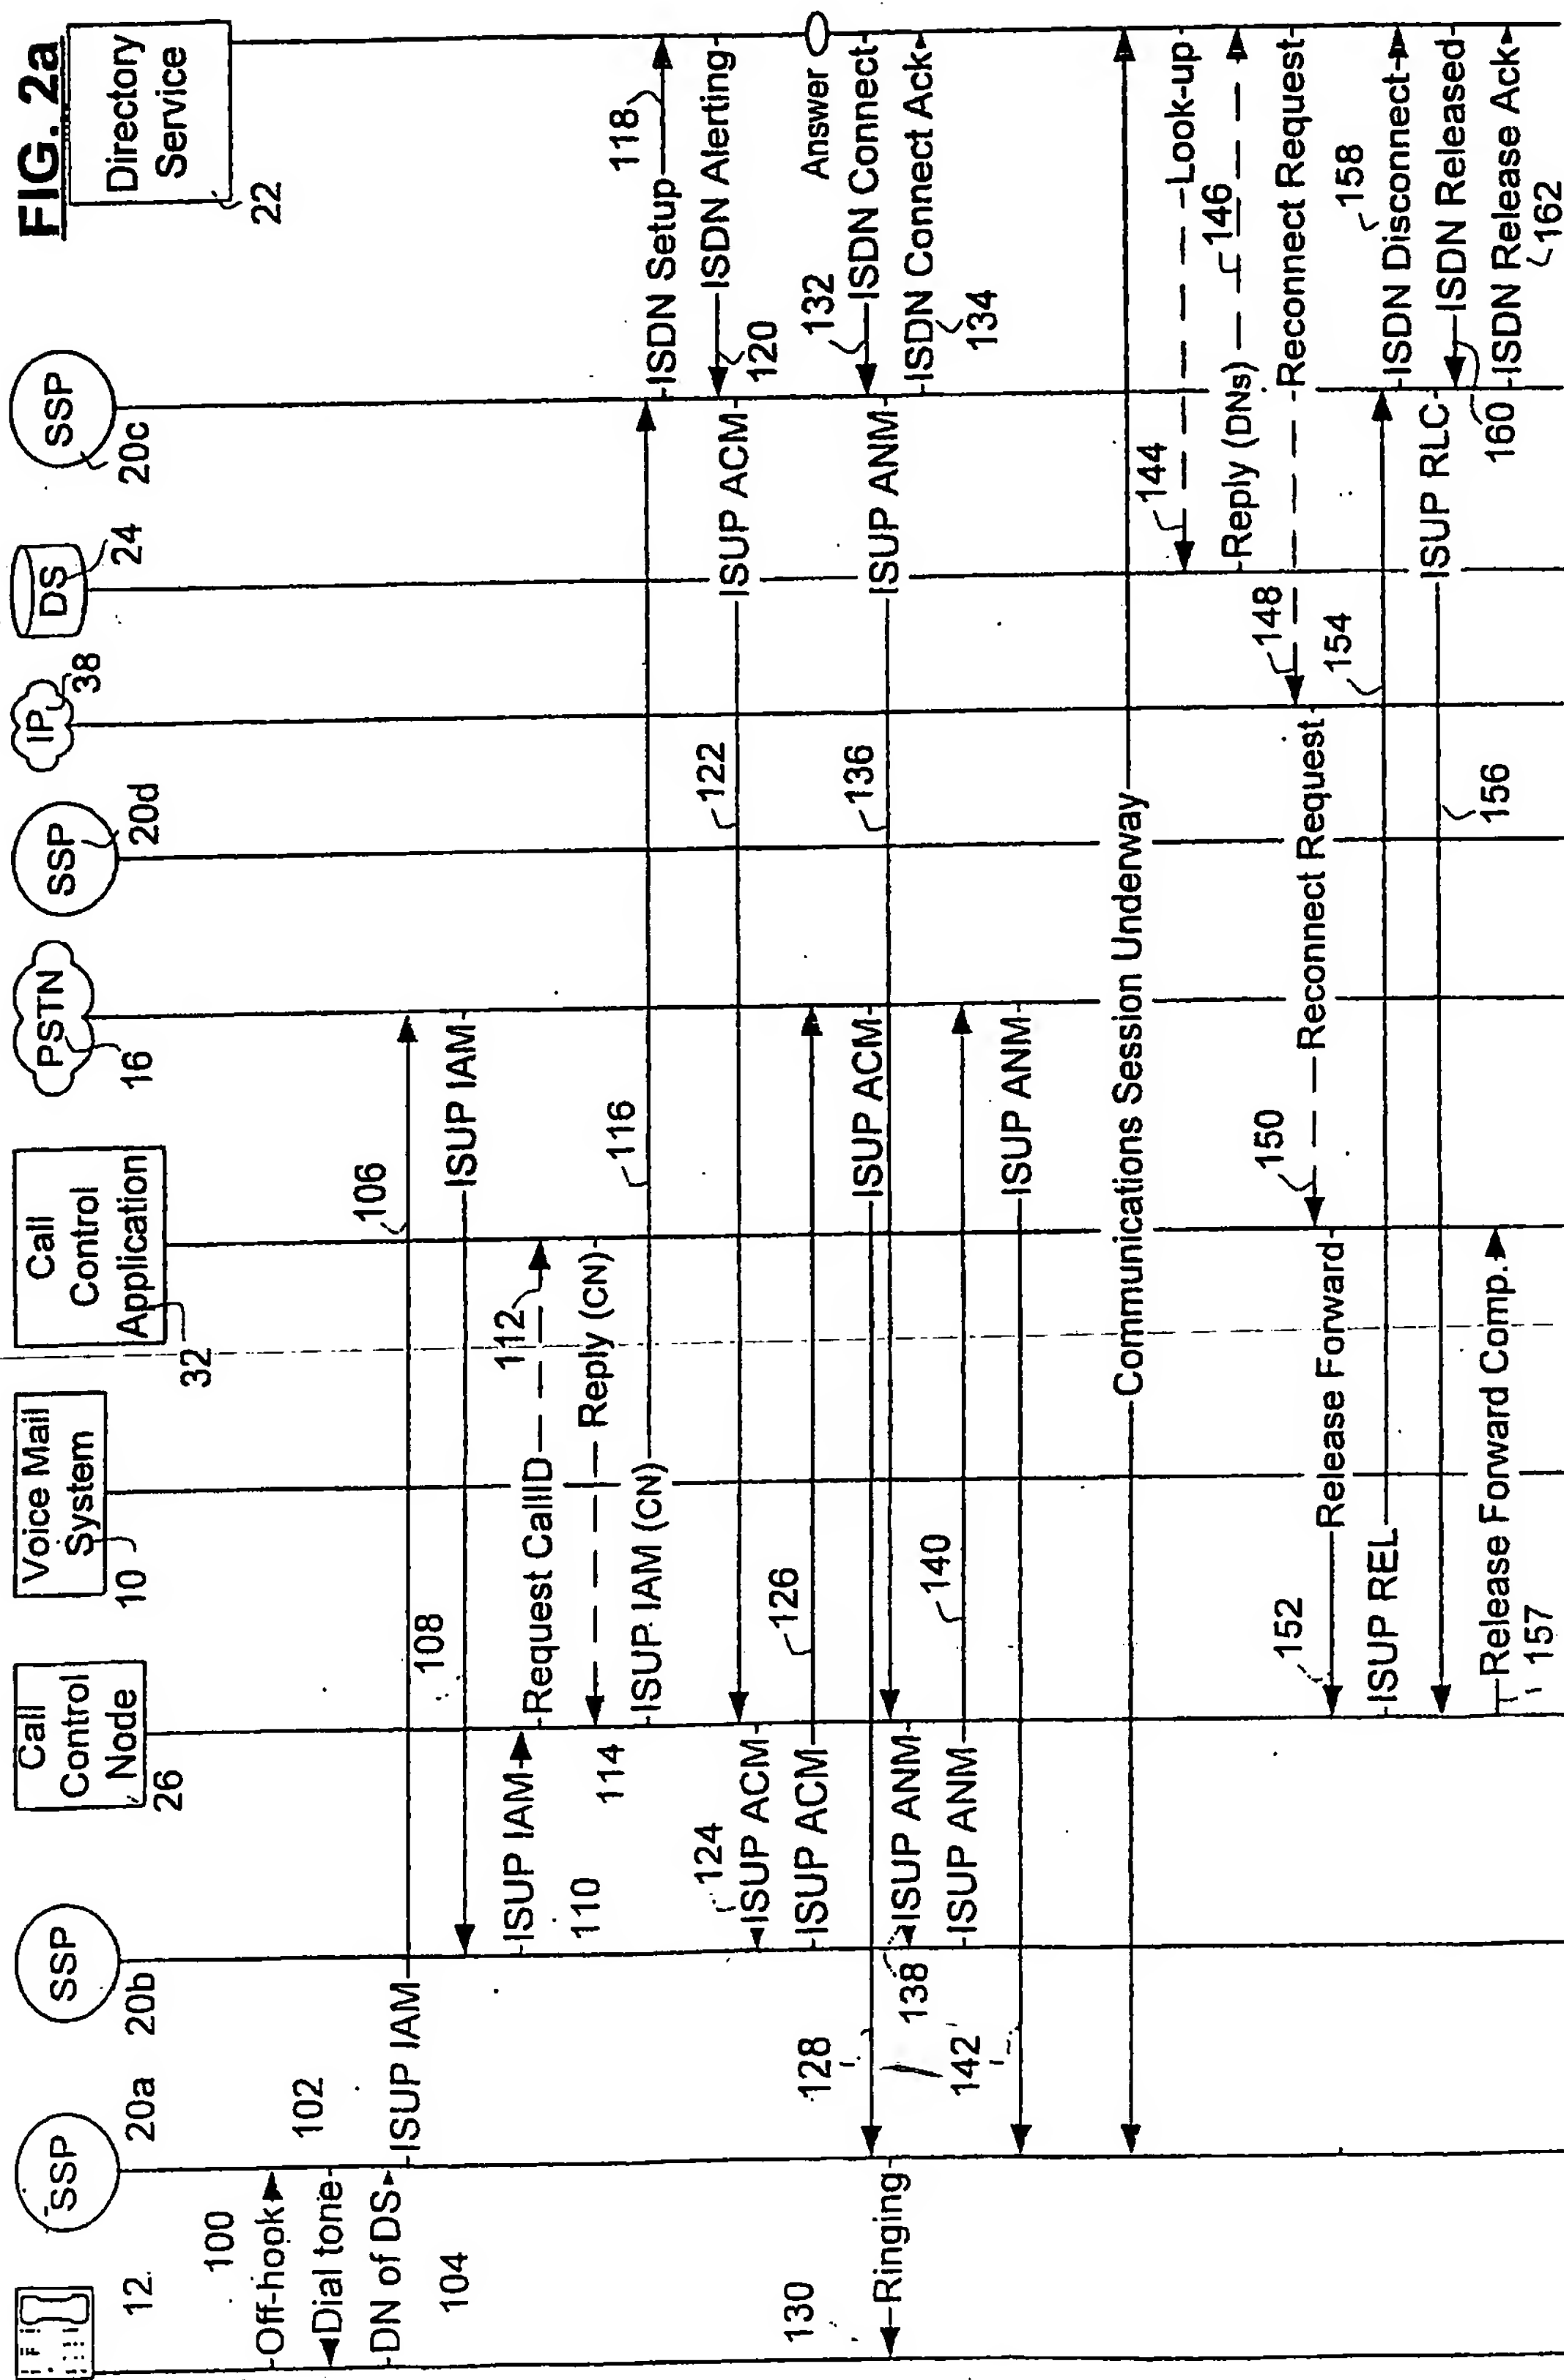 FIG. 2a
12
SSP
20a
SSP
20b
Call
Control
Node
26
Voice Mail
System
10
Call
Control
Application
32
PSTN
16
SSP
20d
IP
38
DS
24
SSP
20c
Directory
Service
22
100
Off-hook
102
Dial tone
DN of DS
104
ISUP IAM
106
108
ISUP IAM
ISUP IAM
110
Request CallID
112
114
Reply (CN)
ISUP IAM (CN)
116
ISDN Setup
118
ISDN Alerting
120
ISUP ACM
122
124
ISUP ACM
ISUP ACM
126
Answer
ISUP ACM
128
130
Ringing
132
ISDN Connect
ISDN Connect Ack
134
ISUP ANM
136
ISUP ANM
138
ISUP ANM
140
ISUP ANM
142
Communications Session Underway
144
Look-up
Reply (DNs)
146
Reconnect Request
148
150
Reconnect Request
152
Release Forward
ISUP REL
154
158
ISDN Disconnect
ISUP RLC
156
ISDN Released
160
ISDN Release Ack
162
Release Forward Comp.
157